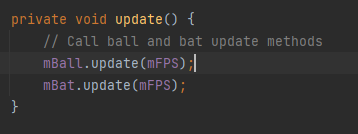 private void update() {
// Call ball and bat update methods
mBall.update(mFPS);
mBat.update(mFPS);
}